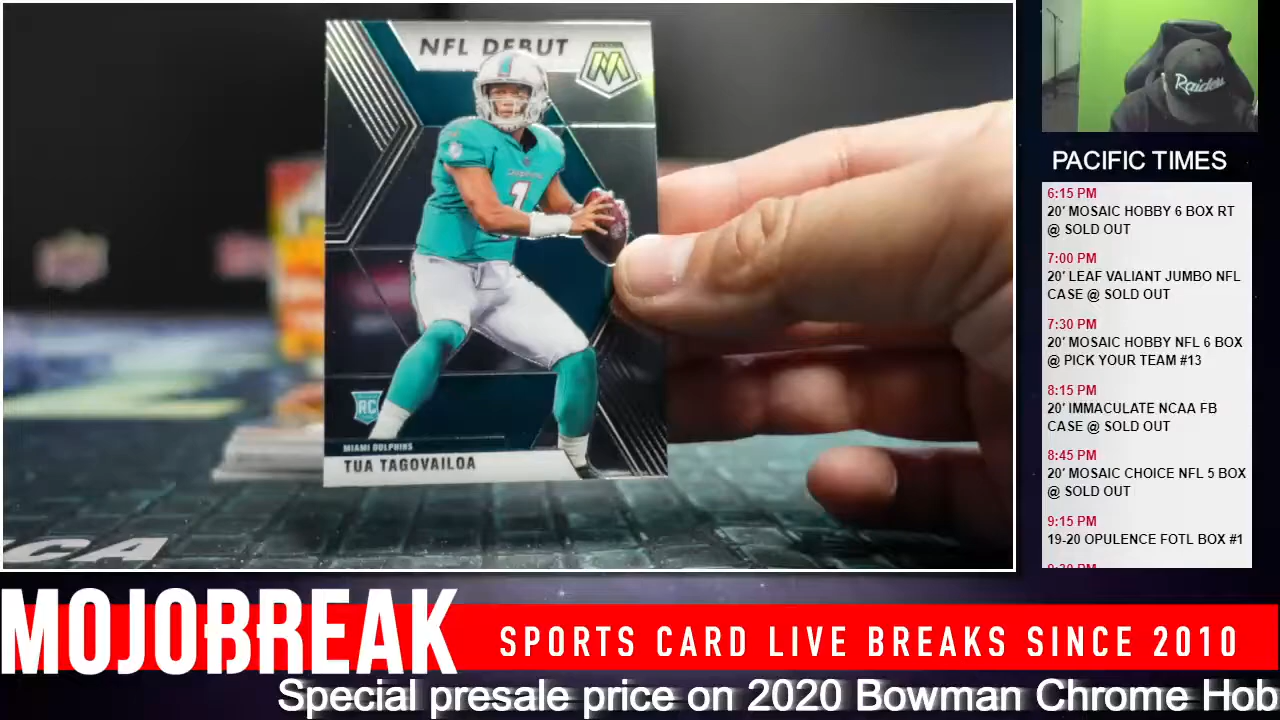 NFL DEBUT
1
RC
MIAMI DOLPHINS
TUA TAGOVAILOA
CA
Raiders
PACIFIC TIMES
6:15 PM
20' MOSAIC HOBBY 6 BOX RT
@ SOLD OUT
7:00 PM
20' LEAF VALIANT JUMBO NFL
CASE @ SOLD OUT
7:30 PM
20' MOSAIC HOBBY NFL 6 BOX
@ PICK YOUR TEAM #13
8:15 PM
20' IMMACULATE NCAA FB
CASE @ SOLD OUT
8:45 PM
20' MOSAIC CHOICE NFL 5 BOX
@ SOLD OUT
9:15 PM
19-20 OPULENCE FOTL BOX #1
MOJOBREAK
SPORTS CARD LIVE BREAKS SINCE 2010
Special presale price on 2020 Bowman Chrome Hob